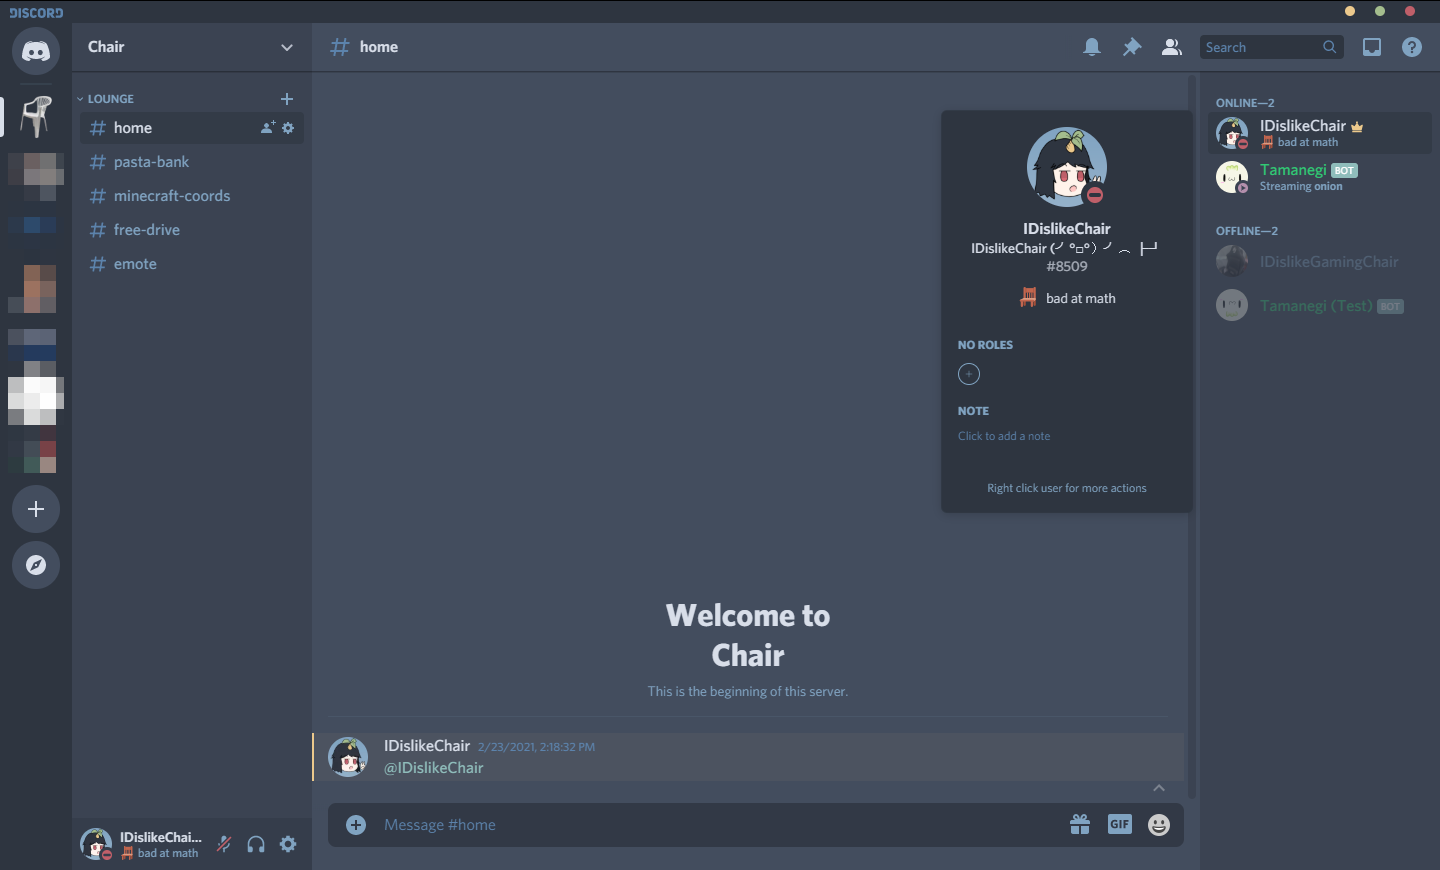 DISCORD
Chair
# home
Search
LOUNGE
# home
# pasta-bank
# minecraft-coords
# free-drive
# emote
IDislikeChair
IDislikeChair (╯°□°）╯︵ ┣━┛
#8509
bad at math
NO ROLES
NOTE
Click to add a note
Right click user for more actions
ONLINE—2
IDislikeChair
bad at math
Tamanegi BOT
Streaming onion
OFFLINE—2
IDislikeGamingChair
Tamanegi (Test) BOT
Welcome to
Chair
This is the beginning of this server.
IDislikeChair 2/23/2021, 2:18:32 PM
@IDislikeChair
Message #home
GIF
IDislikeChai...
bad at math